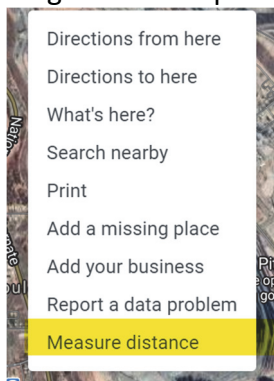 Directions from here
Directions to here
What's here?
Search nearby
Print
Add a missing place
Add your business
Report a data problem
Measure distance